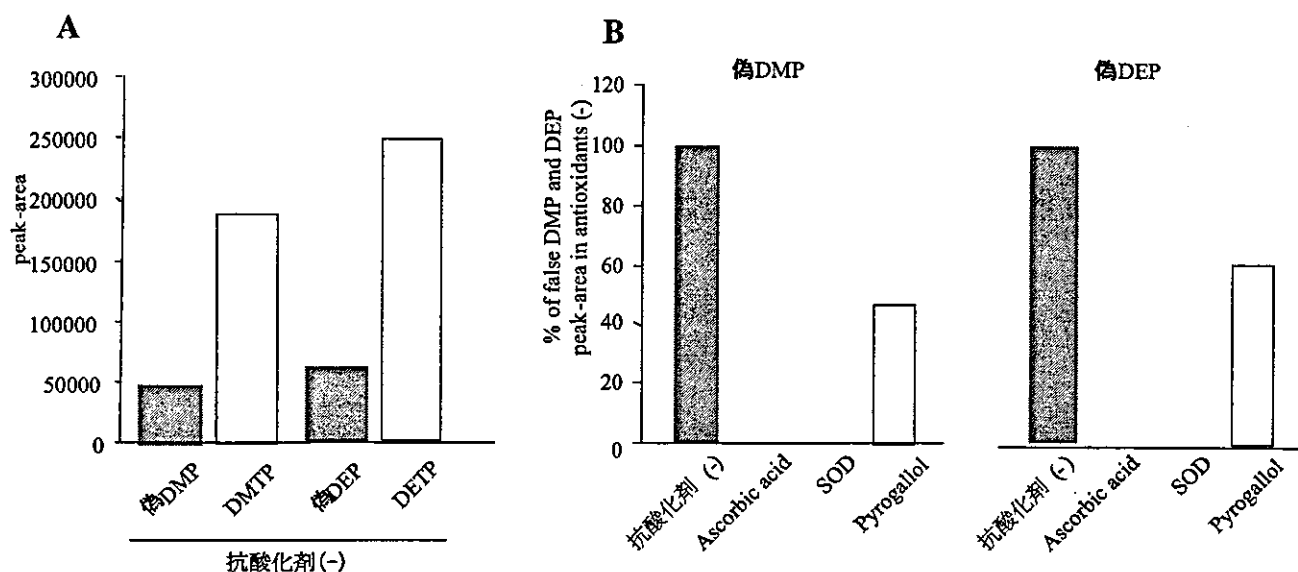 A
300000
250000
200000
150000
100000
50000
0
peak-area
偽DMP
DMTP
偽DEP
DETP
抗酸化剤(-)
B
% of false DMP and DEP
peak-area in antioxidants (-)
偽DMP
120
100
80
60
40
20
0
抗酸化剤 (-)
Ascorbic acid
SOD
Pyrogallol
偽DEP
抗酸化剤 (-)
Ascorbic acid
SOD
Pyrogallol